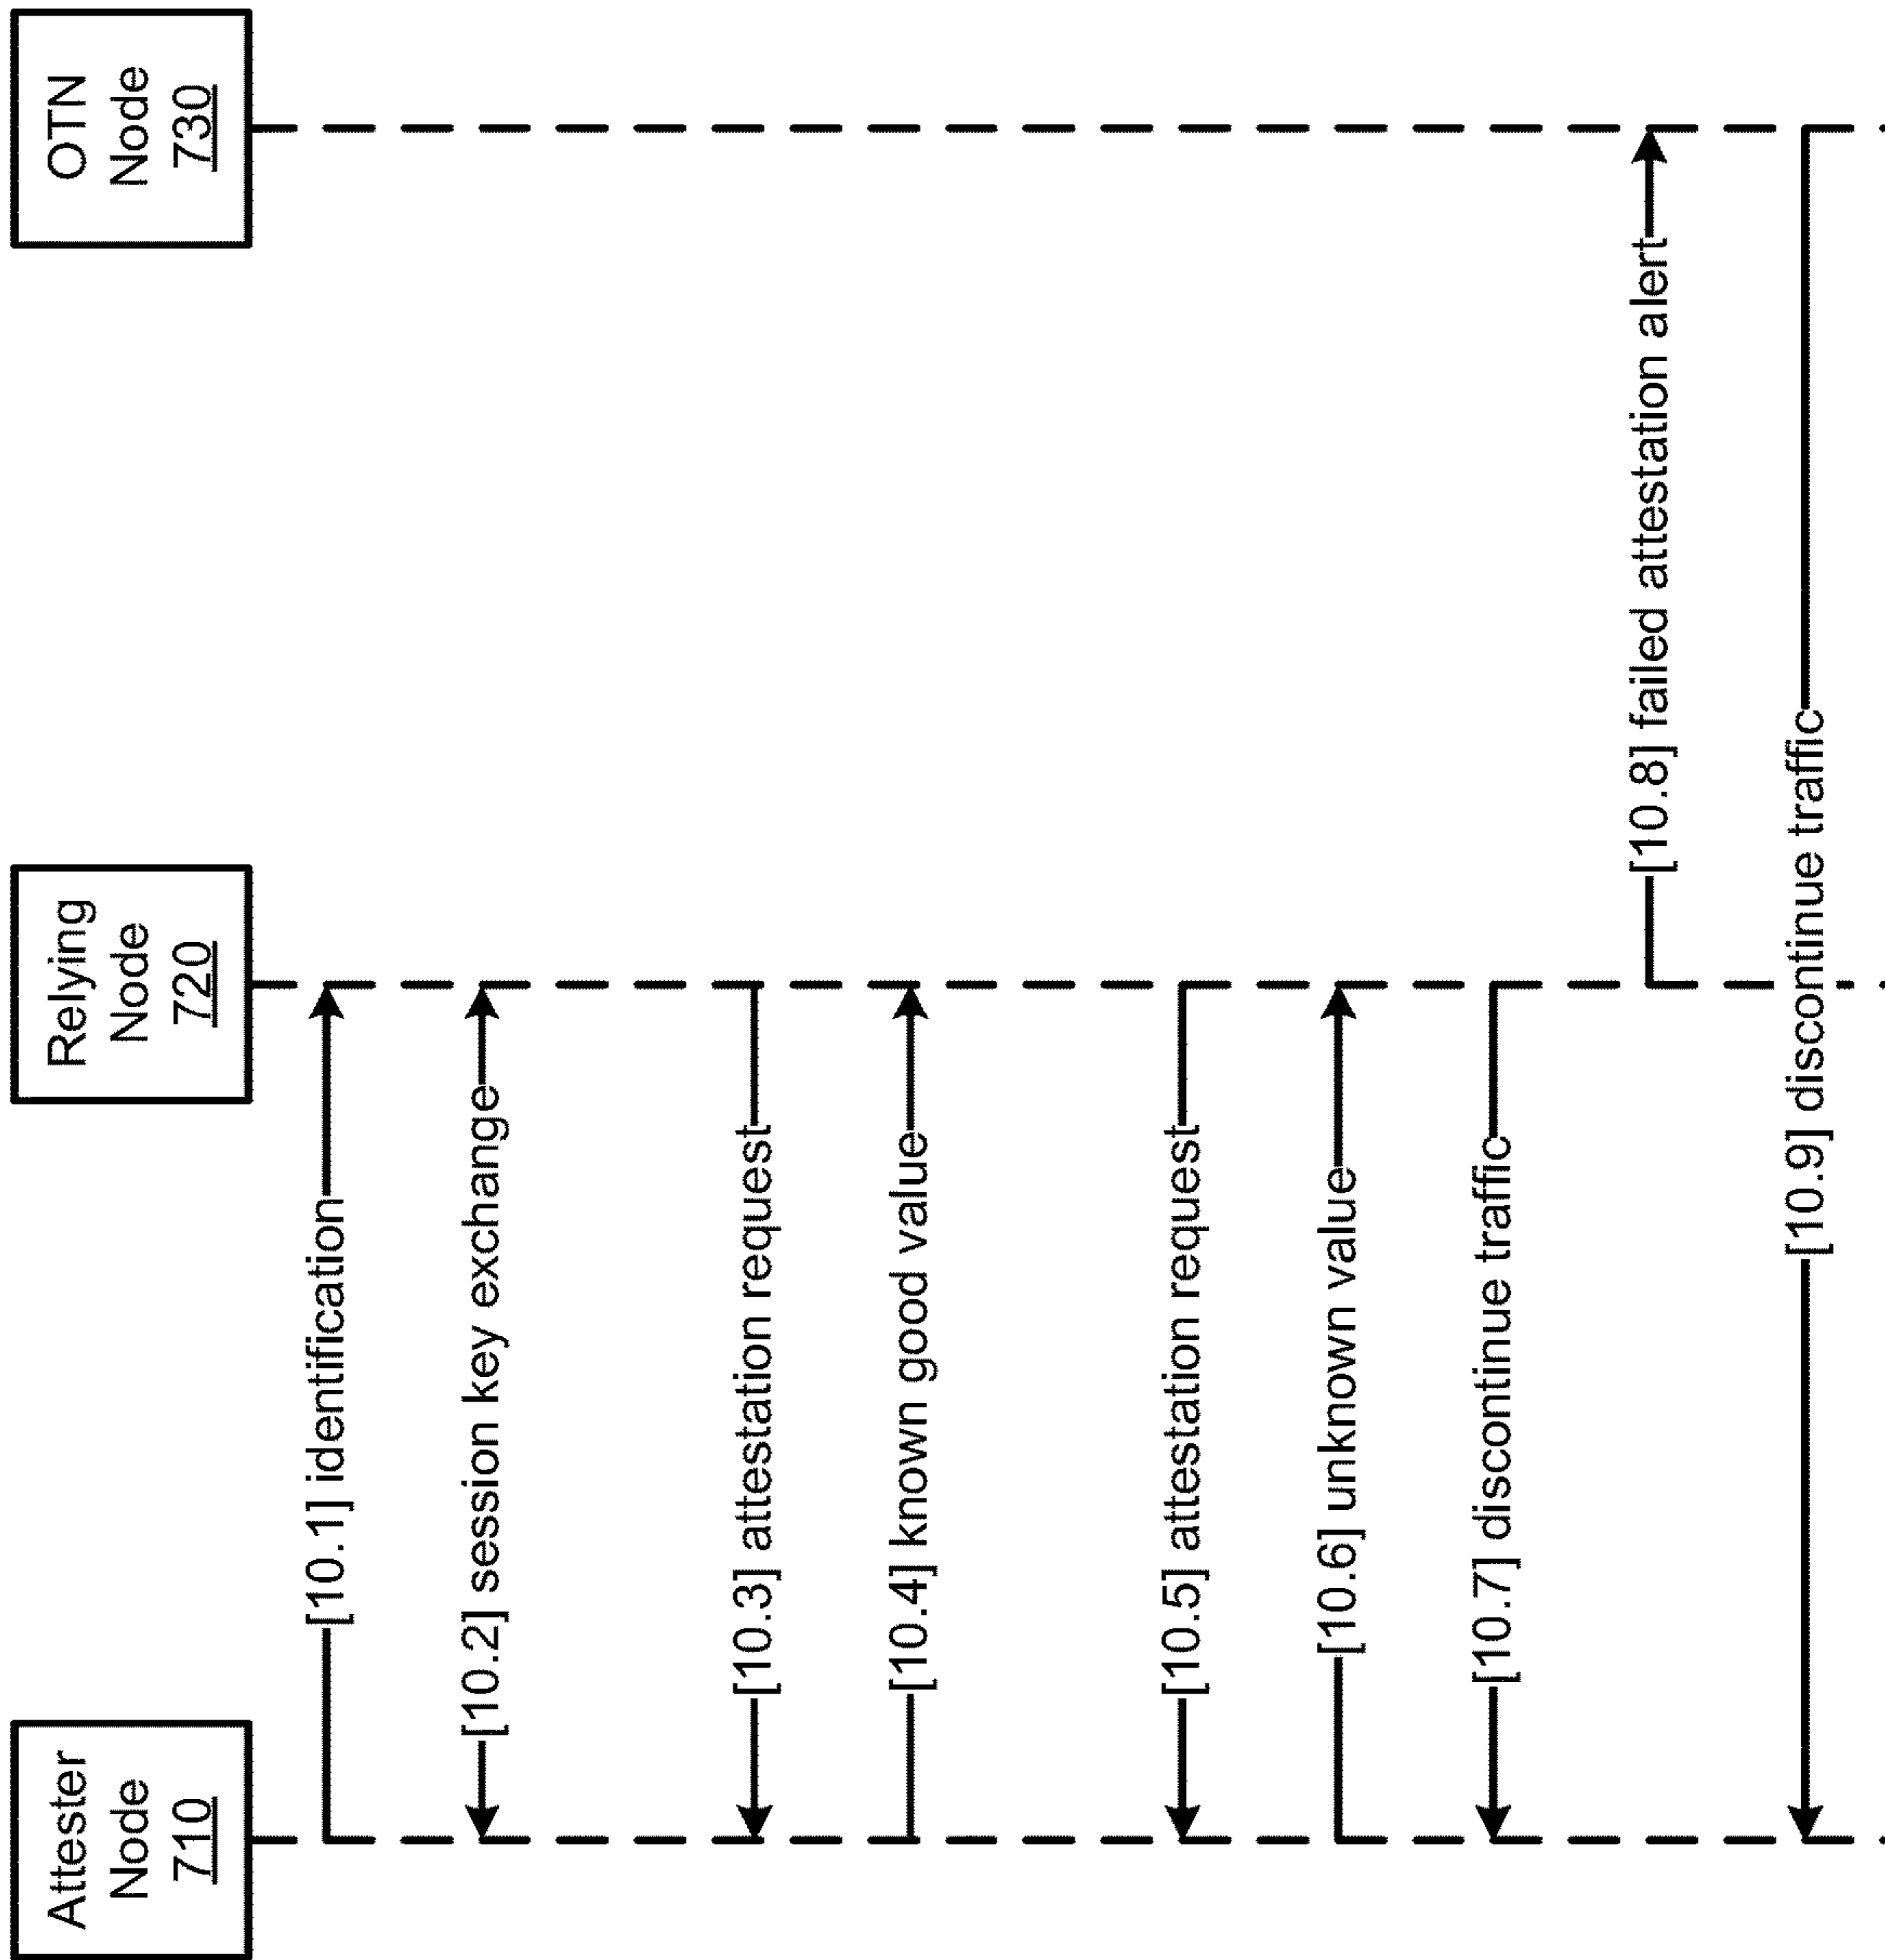 Attester
Node
710
Relying
Node
720
OTN
Node
730
[10.1] identification
[10.2] session key exchange
[10.3] attestation request
[10.4] known good value
[10.5] attestation request
[10.6] unknown value
[10.7] discontinue traffic
[10.8] failed attestation alert
[10.9] discontinue traffic